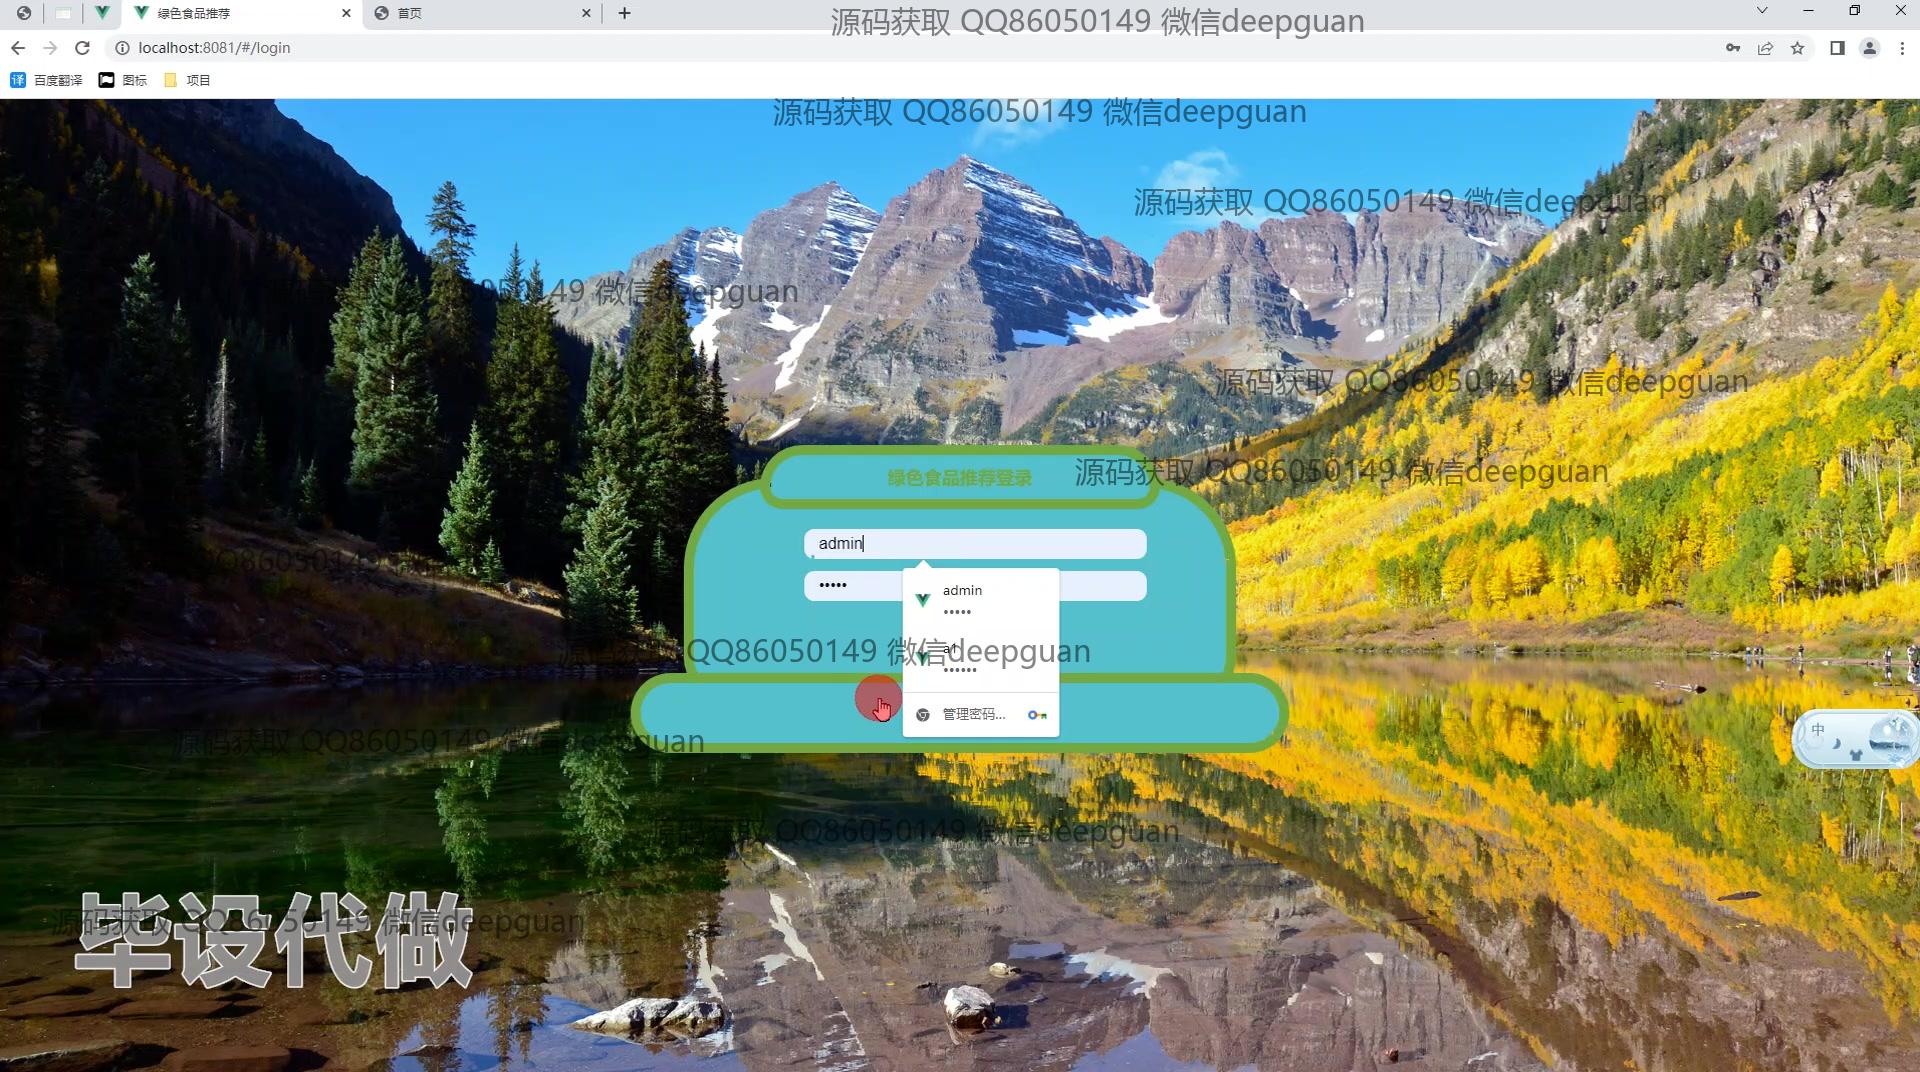 绿色食品推荐
首页
源码获取 QQ86050149 微信deepguan
localhost:8081/#/login
百度翻译
图标
项目
源码获取 QQ86050149 微信deepguan
源码获取 QQ86050149 微信deepguan
微信deepguan
源码获取 QQ86050149 微信deepguan
绿色食品推荐登录
源码获取 QQ86050149 微信deepguan
admin
•••••
admin
•••••
QQ86050149 微信deepguan
a1
••••••
管理密码...
中
源码获取 QQ86050149 微信deepguan
源码获取 QQ86050149 微信deepguan
源码获取 QQ86050149 微信deepguan
毕设代做